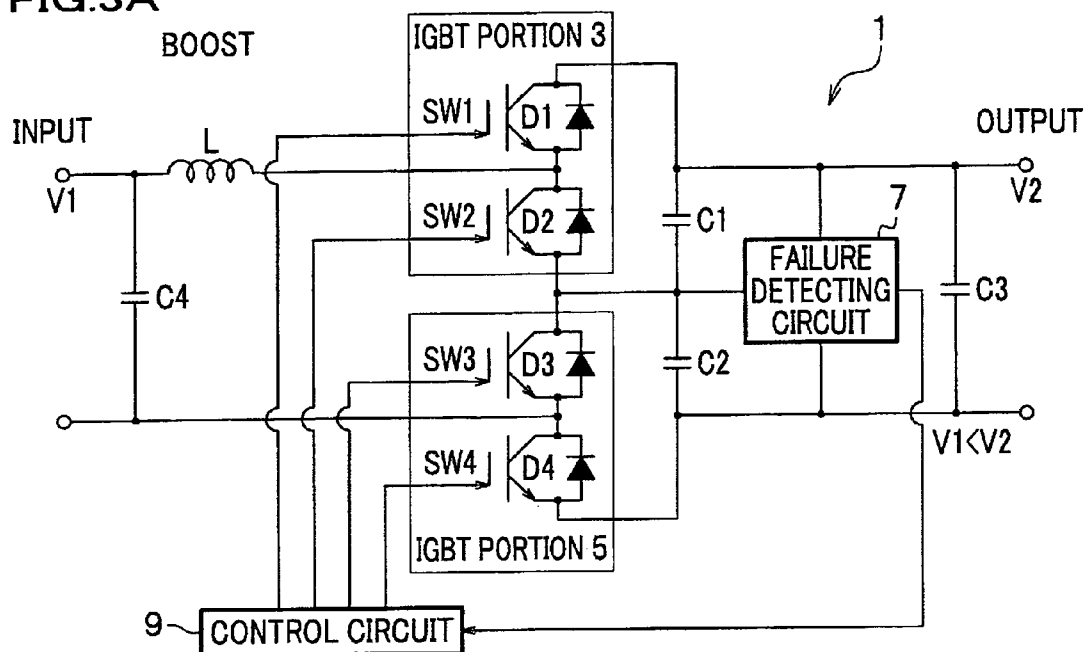 FIG.3A
BOOST
IGBT PORTION 3
1
INPUT
SW1
D1
OUTPUT
L
V1
V2
SW2
D2
C1
7
FAILURE
DETECTING
CIRCUIT
C4
C3
SW3
D3
C2
V1<V2
SW4
D4
IGBT PORTION 5
9
CONTROL CIRCUIT